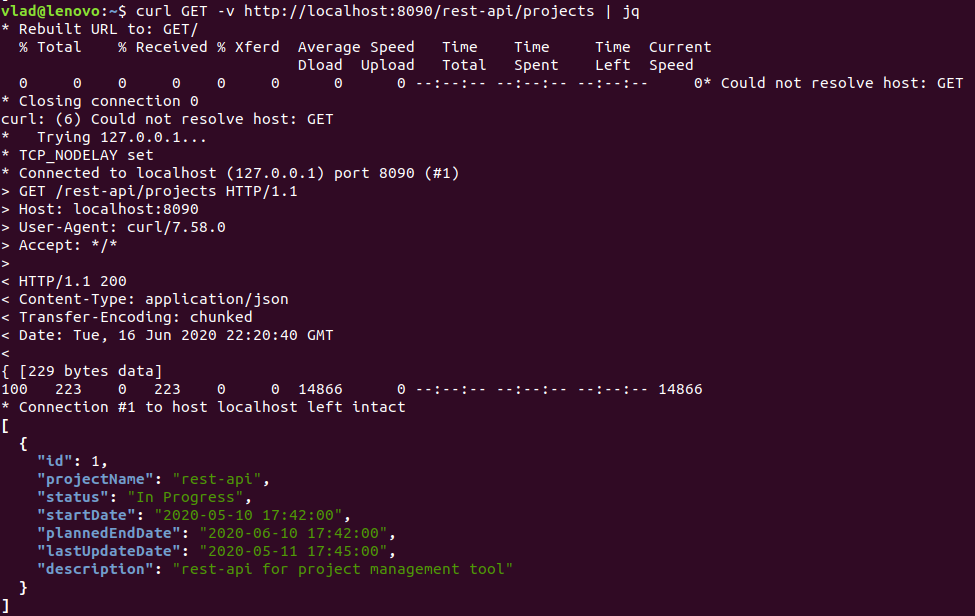 vlad@lenovo:~$ curl GET -v http://localhost:8090/rest-api/projects | jq
* Rebuilt URL to: GET/
  % Total    % Received % Xferd  Average Speed   Time    Time     Time  Current
                                 Dload  Upload   Total   Spent    Left  Speed
  0     0    0     0    0     0      0      0 --:--:-- --:--:-- --:--:--     0* Could not resolve host: GET
* Closing connection 0
curl: (6) Could not resolve host: GET
*   Trying 127.0.0.1...
* TCP_NODELAY set
* Connected to localhost (127.0.0.1) port 8090 (#1)
> GET /rest-api/projects HTTP/1.1
> Host: localhost:8090
> User-Agent: curl/7.58.0
> Accept: */*
>
< HTTP/1.1 200
< Content-Type: application/json
< Transfer-Encoding: chunked
< Date: Tue, 16 Jun 2020 22:20:40 GMT
<
{ [229 bytes data]
100   223    0   223    0     0  14866      0 --:--:-- --:--:-- --:--:-- 14866
* Connection #1 to host localhost left intact
[
  {
    "id": 1,
    "projectName": "rest-api",
    "status": "In Progress",
    "startDate": "2020-05-10 17:42:00",
    "plannedEndDate": "2020-06-10 17:42:00",
    "lastUpdateDate": "2020-05-11 17:45:00",
    "description": "rest-api for project management tool"
  }
]